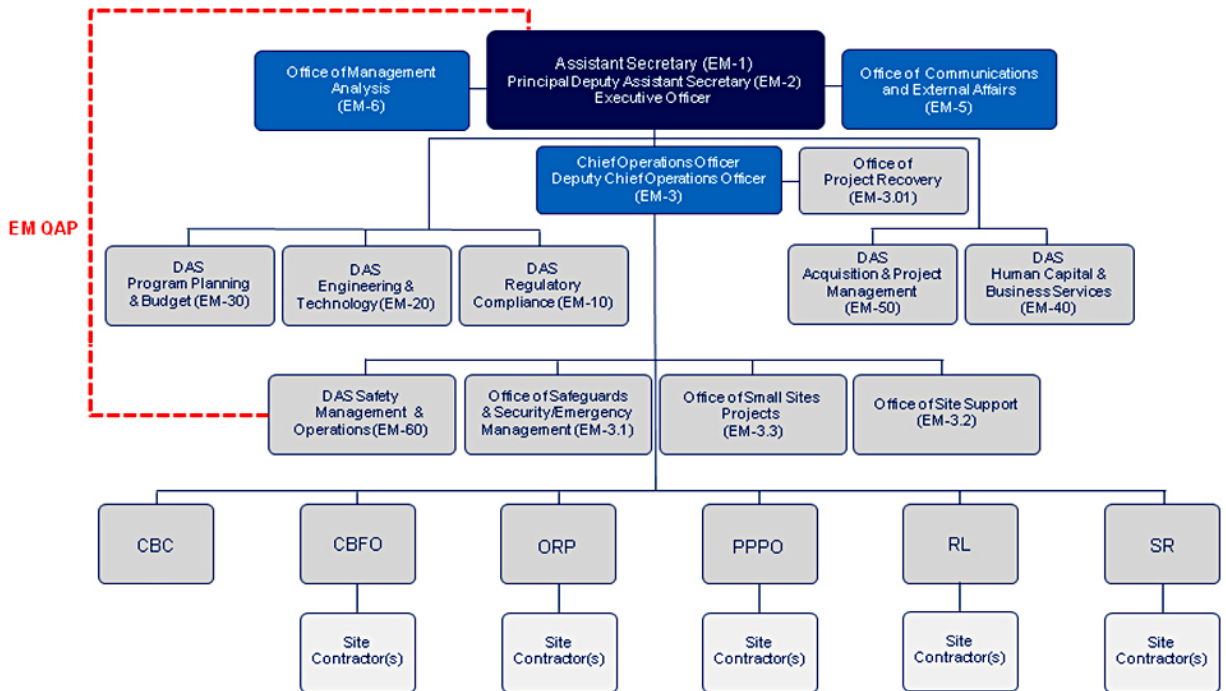 Office of Management
Analysis
(EM-6)
Assistant Secretary (EM-1)
Principal Deputy Assistant Secretary (EM-2)
Executive Officer
Office of Communications
and External Affairs
(EM-5)
Chief Operations Officer
Deputy Chief Operations Officer
(EM-3)
Office of
Project Recovery
(EM-3.01)
EM QAP
DAS
Program Planning
& Budget (EM-30)
DAS
Engineering &
Technology (EM-20)
DAS
Regulatory
Compliance (EM-10)
DAS
Acquisition & Project
Management
(EM-50)
DAS
Human Capital &
Business Services
(EM-40)
DAS Safety
Management &
Operations (EM-60)
Office of Safeguards
& Security/Emergency
Management (EM-3.1)
Office of Small Sites
Projects
(EM-3.3)
Office of Site Support
(EM-3.2)
CBC
CBFO
ORP
PPPO
RL
SR
Site
Contractor(s)
Site
Contractor(s)
Site
Contractor(s)
Site
Contractor(s)
Site
Contractor(s)